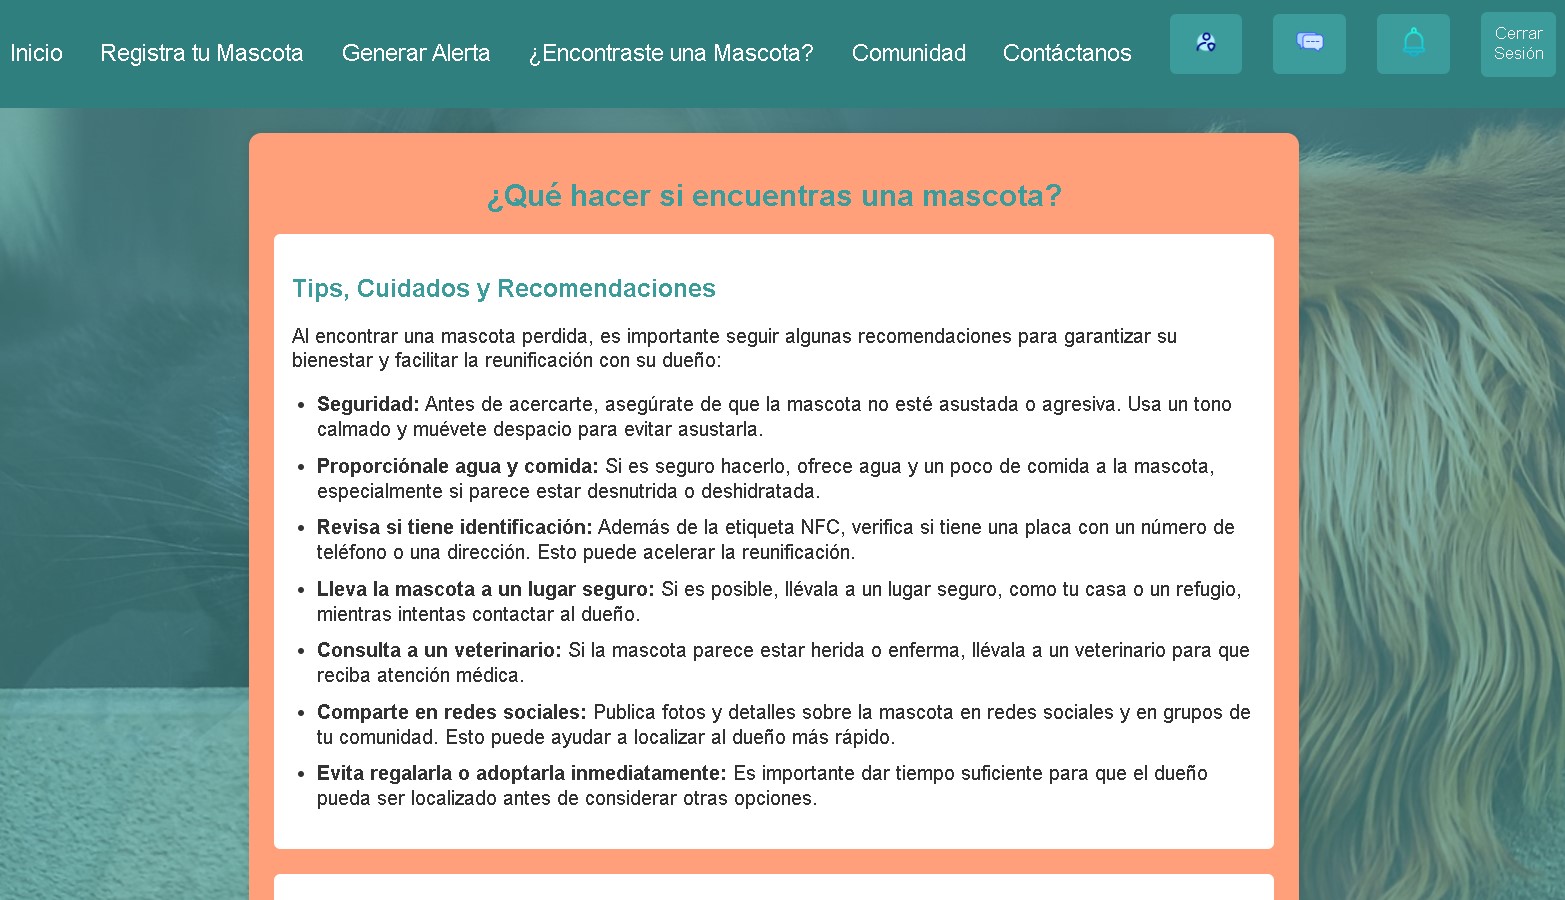 Inicio Registra tu Mascota Generar Alerta ¿Encontraste una Mascota? Comunidad Contáctanos Cerrar
Sesión
¿Qué hacer si encuentras una mascota?
Tips, Cuidados y Recomendaciones
Al encontrar una mascota perdida, es importante seguir algunas recomendaciones para garantizar su
bienestar y facilitar la reunificación con su dueño:
• Seguridad: Antes de acercarte, asegúrate de que la mascota no esté asustada o agresiva. Usa un tono
calmado y muévete despacio para evitar asustarla.
• Proporciónale agua y comida: Si es seguro hacerlo, ofrece agua y un poco de comida a la mascota,
especialmente si parece estar desnutrida o deshidratada.
• Revisa si tiene identificación: Además de la etiqueta NFC, verifica si tiene una placa con un número de
teléfono o una dirección. Esto puede acelerar la reunificación.
• Lleva la mascota a un lugar seguro: Si es posible, llévala a un lugar seguro, como tu casa o un refugio,
mientras intentas contactar al dueño.
• Consulta a un veterinario: Si la mascota parece estar herida o enferma, llévala a un veterinario para que
reciba atención médica.
• Comparte en redes sociales: Publica fotos y detalles sobre la mascota en redes sociales y en grupos de
tu comunidad. Esto puede ayudar a localizar al dueño más rápido.
• Evita regalarla o adoptarla inmediatamente: Es importante dar tiempo suficiente para que el dueño
pueda ser localizado antes de considerar otras opciones.